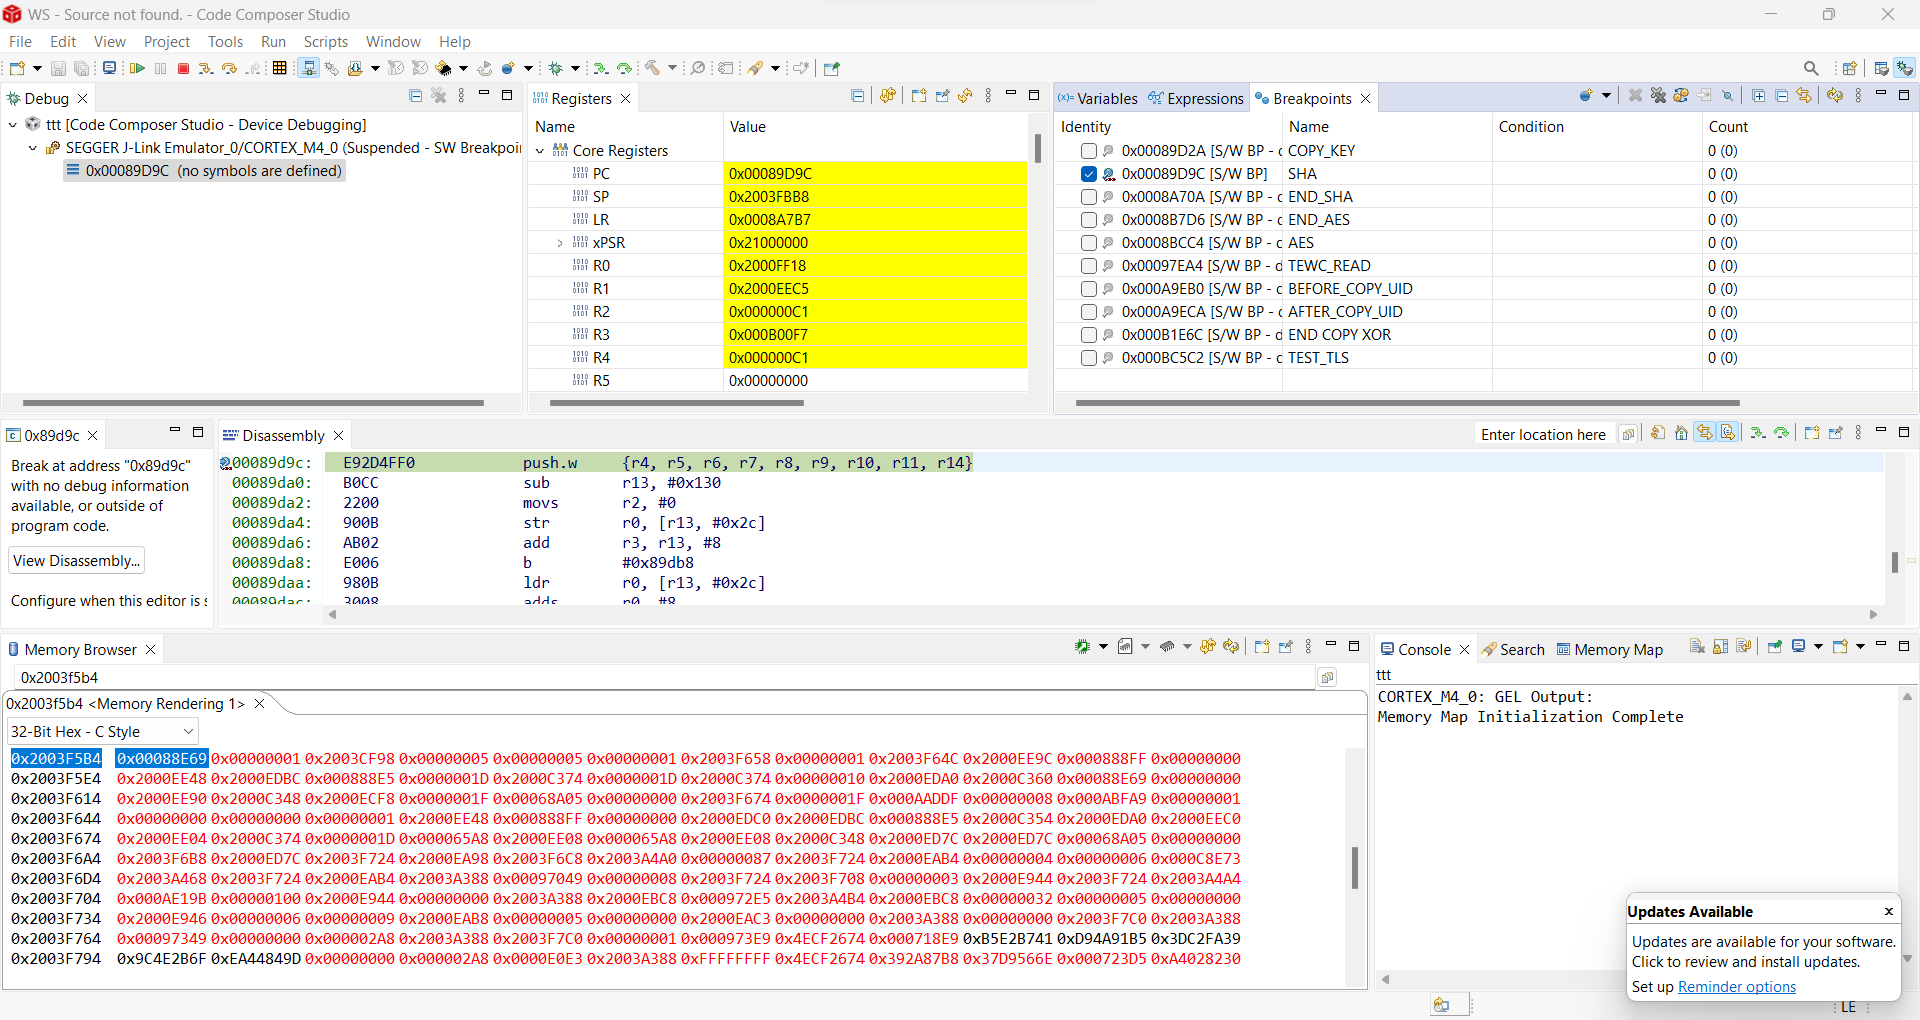 WS - Source not found. - Code Composer Studio
File Edit View Project Tools Run Scripts Window Help
Debug
ttt [Code Composer Studio - Device Debugging]
SEGGER J-Link Emulator_0/CORTEX_M4_0 (Suspended - SW Breakpoi
0x00089D9C (no symbols are defined)
Registers
Name Value
Core Registers
PC 0x00089D9C
SP 0x2003FBB8
LR 0x0008A7B7
xPSR 0x21000000
R0 0x2000FF18
R1 0x2000EEC5
R2 0x000000C1
R3 0x000B00F7
R4 0x000000C1
R5 0x00000000
(x)= Variables Expressions Breakpoints
Identity Name Condition Count
0x00089D2A [S/W BP - d COPY_KEY 0 (0)
0x00089D9C [S/W BP] SHA 0 (0)
0x0008A70A [S/W BP - d END_SHA 0 (0)
0x0008B7D6 [S/W BP - d END_AES 0 (0)
0x0008BCC4 [S/W BP - d AES 0 (0)
0x00097EA4 [S/W BP - d TEWC_READ 0 (0)
0x000A9EB0 [S/W BP - d BEFORE_COPY_UID 0 (0)
0x000A9ECA [S/W BP - d AFTER_COPY_UID 0 (0)
0x000B1E6C [S/W BP - d END COPY XOR 0 (0)
0x000BC5C2 [S/W BP - d TEST_TLS 0 (0)
0x89d9c
Break at address "0x89d9c"
with no debug information
available, or outside of
program code.
View Disassembly...
Configure when this editor is s
Disassembly
Enter location here
00089d9c: E92D4FF0 push.w {r4, r5, r6, r7, r8, r9, r10, r11, r14}
00089da0: B0CC sub r13, #0x130
00089da2: 2200 movs r2, #0
00089da4: 900B str r0, [r13, #0x2c]
00089da6: AB02 add r3, r13, #8
00089da8: E006 b #0x89db8
00089daa: 980B ldr r0, [r13, #0x2c]
00089dac: 3008 adds r0, #8
Memory Browser
0x2003f5b4
0x2003f5b4 <Memory Rendering 1>
32-Bit Hex - C Style
0x2003F5B4 0x00088E69 0x00000001 0x2003CF98 0x00000005 0x00000005 0x00000001 0x2003F658 0x00000001 0x2003F64C 0x2000EE9C 0x000888FF 0x00000000
0x2003F5E4 0x2000EE48 0x2000EDBC 0x000888E5 0x0000001D 0x2000C374 0x0000001D 0x2000C374 0x00000010 0x2000EDA0 0x2000C360 0x00088E69 0x00000000
0x2003F614 0x2000EE90 0x2000C348 0x2000ECF8 0x0000001F 0x00068A05 0x00000000 0x2003F674 0x0000001F 0x000AADDF 0x00000008 0x000ABFA9 0x00000001
0x2003F644 0x00000000 0x00000000 0x00000001 0x2000EE48 0x000888FF 0x00000000 0x2000EDC0 0x2000EDBC 0x000888E5 0x2000C354 0x2000EDA0 0x2000EEC0
0x2003F674 0x2000EE04 0x2000C374 0x0000001D 0x000065A8 0x2000EE08 0x000065A8 0x2000EE08 0x2000C348 0x2000ED7C 0x2000ED7C 0x00068A05 0x00000000
0x2003F6A4 0x2003F6B8 0x2000ED7C 0x2003F724 0x2000EA98 0x2003F6C8 0x2003A4A0 0x00000087 0x2003F724 0x2000EAB4 0x00000004 0x00000006 0x000C8E73
0x2003F6D4 0x2003A468 0x2003F724 0x2000EAB4 0x2003A388 0x00097049 0x00000008 0x2003F724 0x2003F708 0x00000003 0x2000E944 0x2003F724 0x2003A4A4
0x2003F704 0x000AE19B 0x00000100 0x2000E944 0x00000000 0x2003A388 0x2000EBC8 0x000972E5 0x2003A4B4 0x2000EBC8 0x00000032 0x00000005 0x00000000
0x2003F734 0x2000E946 0x00000006 0x00000009 0x2000EAB8 0x00000005 0x00000000 0x2000EAC3 0x00000000 0x2003A388 0x00000000 0x2003F7C0 0x2003A388
0x2003F764 0x00097349 0x00000000 0x000002A8 0x2003A388 0x2003F7C0 0x00000001 0x000973E9 0x4ECF2674 0x000718E9 0xB5E2B741 0xD94A91B5 0x3DC2FA39
0x2003F794 0x9C4E2B6F 0xEA44849D 0x00000000 0x000002A8 0x0000E0E3 0x2003A388 0xFFFFFFFF 0x4ECF2674 0x392A87B8 0x37D9566E 0x000723D5 0xA4028230
Console Search Memory Map
ttt
CORTEX_M4_0: GEL Output:
Memory Map Initialization Complete
Updates Available
Updates are available for your software.
Click to review and install updates.
Set up Reminder options
LE